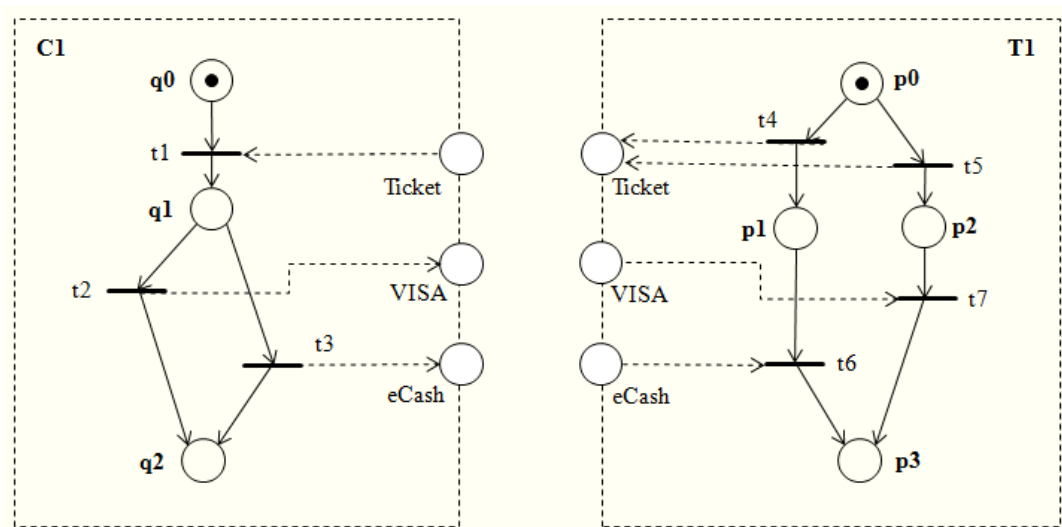 C1
q0
t1
Ticket
q1
t2
VISA
t3
eCash
q2
T1
p0
t4
t5
Ticket
p1
p2
VISA
t7
t6
eCash
p3